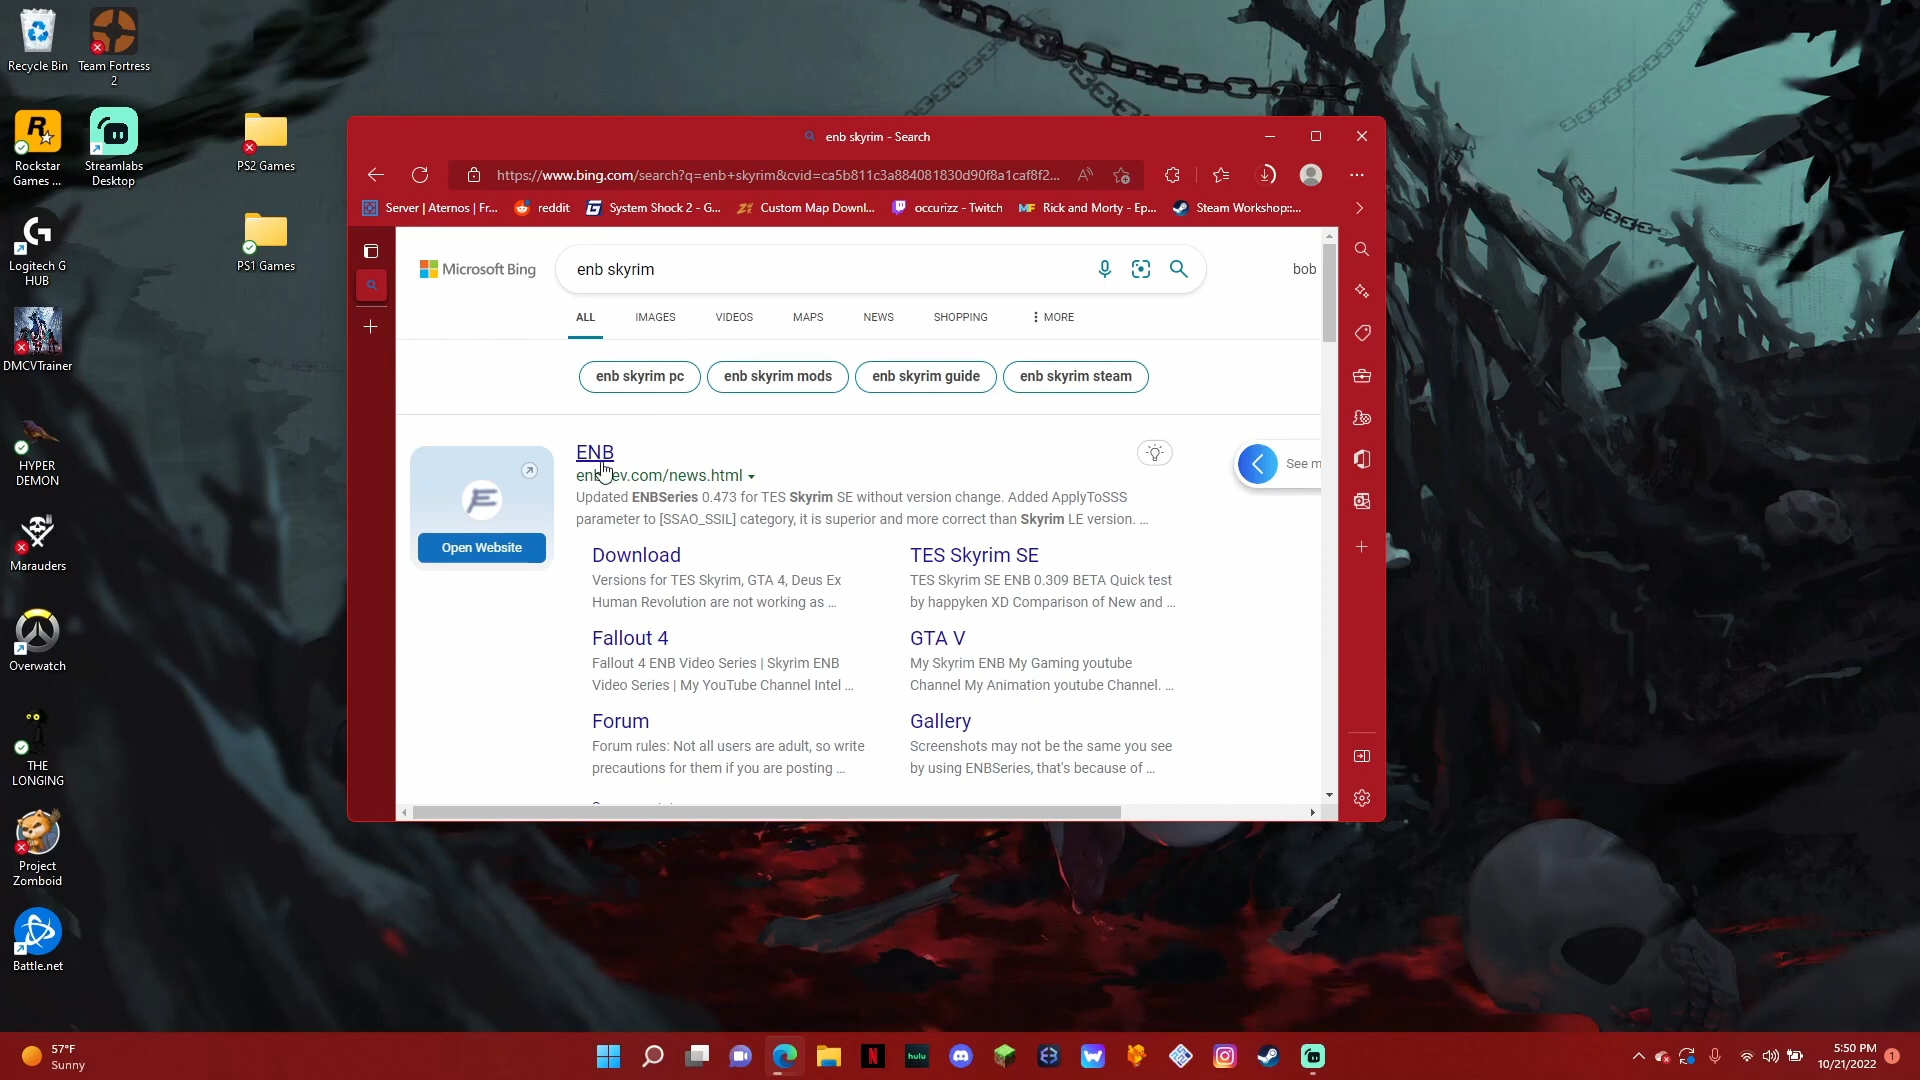 Recycle Bin
Team Fortress
2
Rockstar
Games ...
Streamlabs
Desktop
PS2 Games
Logitech G
HUB
PS1 Games
DMCVTrainer
HYPER
DEMON
Marauders
Overwatch
THE
LONGING
Project
Zomboid
Battle.net
enb skyrim - Search
https://www.bing.com/search?q=enb+skyrim&cvid=ca5b811c3a884081830d90f8a1caf8f2...
Server | Aternos | Fr...
reddit
System Shock 2 - G...
Custom Map Downl...
occurizz - Twitch
Rick and Morty - Ep...
Steam Workshop::...
Microsoft Bing
enb skyrim
bob
ALL
IMAGES
VIDEOS
MAPS
NEWS
SHOPPING
MORE
enb skyrim pc
enb skyrim mods
enb skyrim guide
enb skyrim steam
Open Website
ENB
See m
Updated ENBSeries 0.473 for TES Skyrim SE without version change. Added ApplyToSSS
parameter to [SSAO_SSIL] category, it is superior and more correct than Skyrim LE version. ...
Download
Versions for TES Skyrim, GTA 4, Deus Ex
Human Revolution are not working as ...
TES Skyrim SE
TES Skyrim SE ENB 0.309 BETA Quick test
by happyken XD Comparison of New and ...
Fallout 4
Fallout 4 ENB Video Series | Skyrim ENB
Video Series | My YouTube Channel Intel ...
GTA V
My Skyrim ENB My Gaming youtube
Channel My Animation youtube Channel. ...
Forum
Forum rules: Not all users are adult, so write
precautions for them if you are posting ...
Gallery
Screenshots may not be the same you see
by using ENBSeries, that's because of ...
57°F
Sunny
hulu
5:50 PM
10/21/2022
1